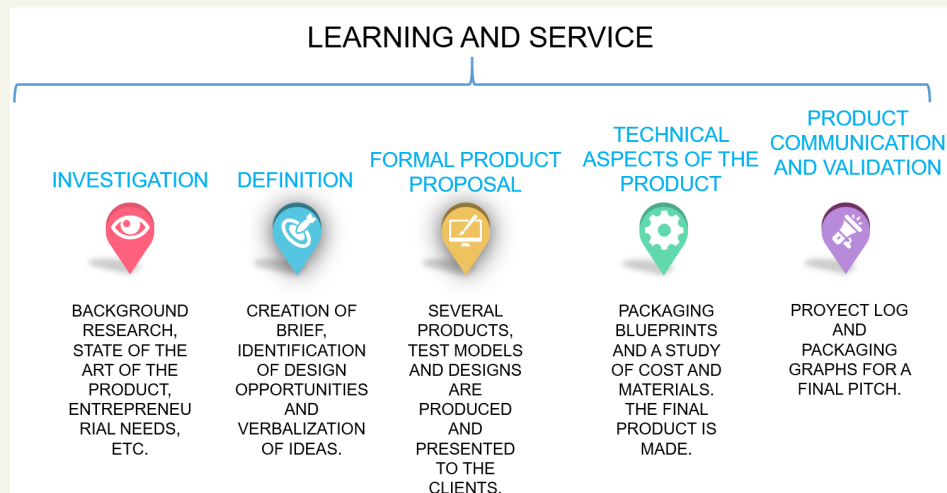 LEARNING AND SERVICE
INVESTIGATION
BACKGROUND
RESEARCH,
STATE OF THE
ART OF THE
PRODUCT,
ENTREPRENEU
RIAL NEEDS,
ETC.
DEFINITION
CREATION OF
BRIEF,
IDENTIFICATION
OF DESIGN
OPPORTUNITIES
AND
VERBALIZATION
OF IDEAS.
FORMAL PRODUCT
PROPOSAL
SEVERAL
PRODUCTS,
TEST MODELS
AND DESIGNS
ARE
PRODUCED
AND
PRESENTED
TO THE
CLIENTS.
TECHNICAL
ASPECTS OF THE
PRODUCT
PACKAGING
BLUEPRINTS
AND A STUDY
OF COST AND
MATERIALS.
THE FINAL
PRODUCT IS
MADE.
PRODUCT
COMMUNICATION
AND VALIDATION
PROYECT LOG
AND
PACKAGING
GRAPHS FOR A
FINAL PITCH.